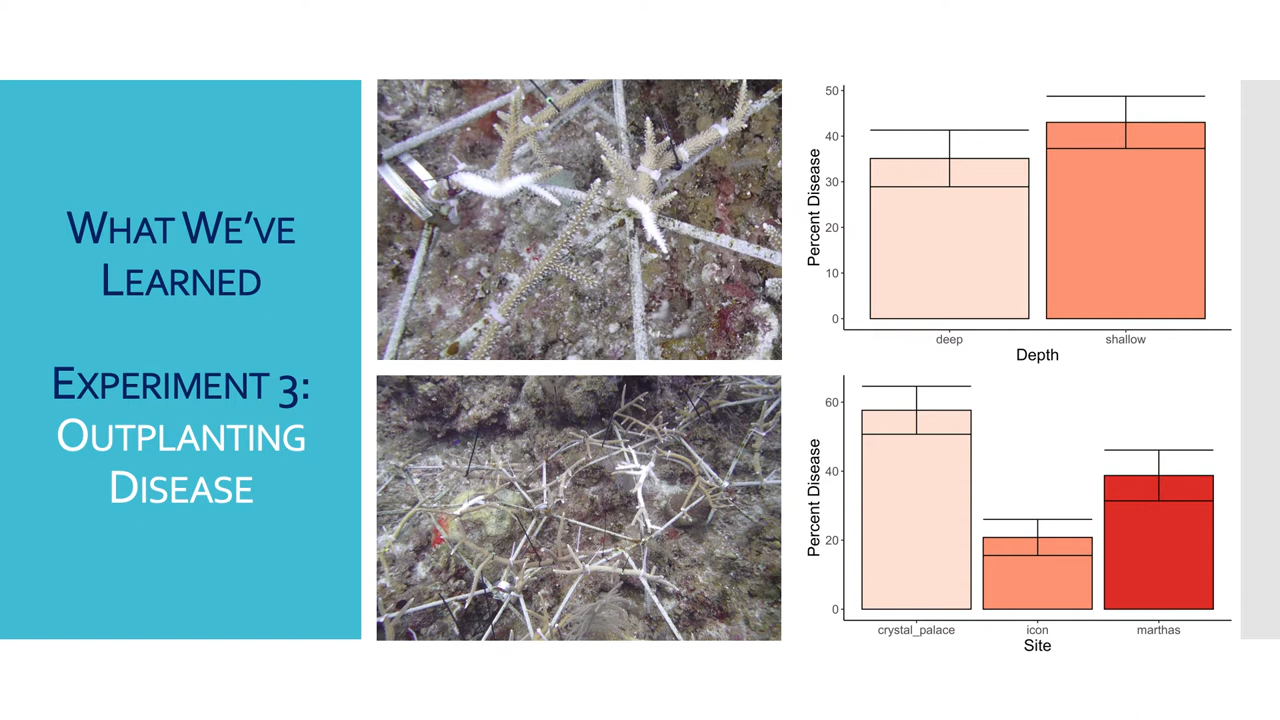 WHAT WE'VE
LEARNED
EXPERIMENT 3:
OUTPLANTING
DISEASE
50
40
30
20
10
0
Percent Disease
deep shallow
Depth
60
40
20
0
Percent Disease
crystal_palace icon marthas
Site